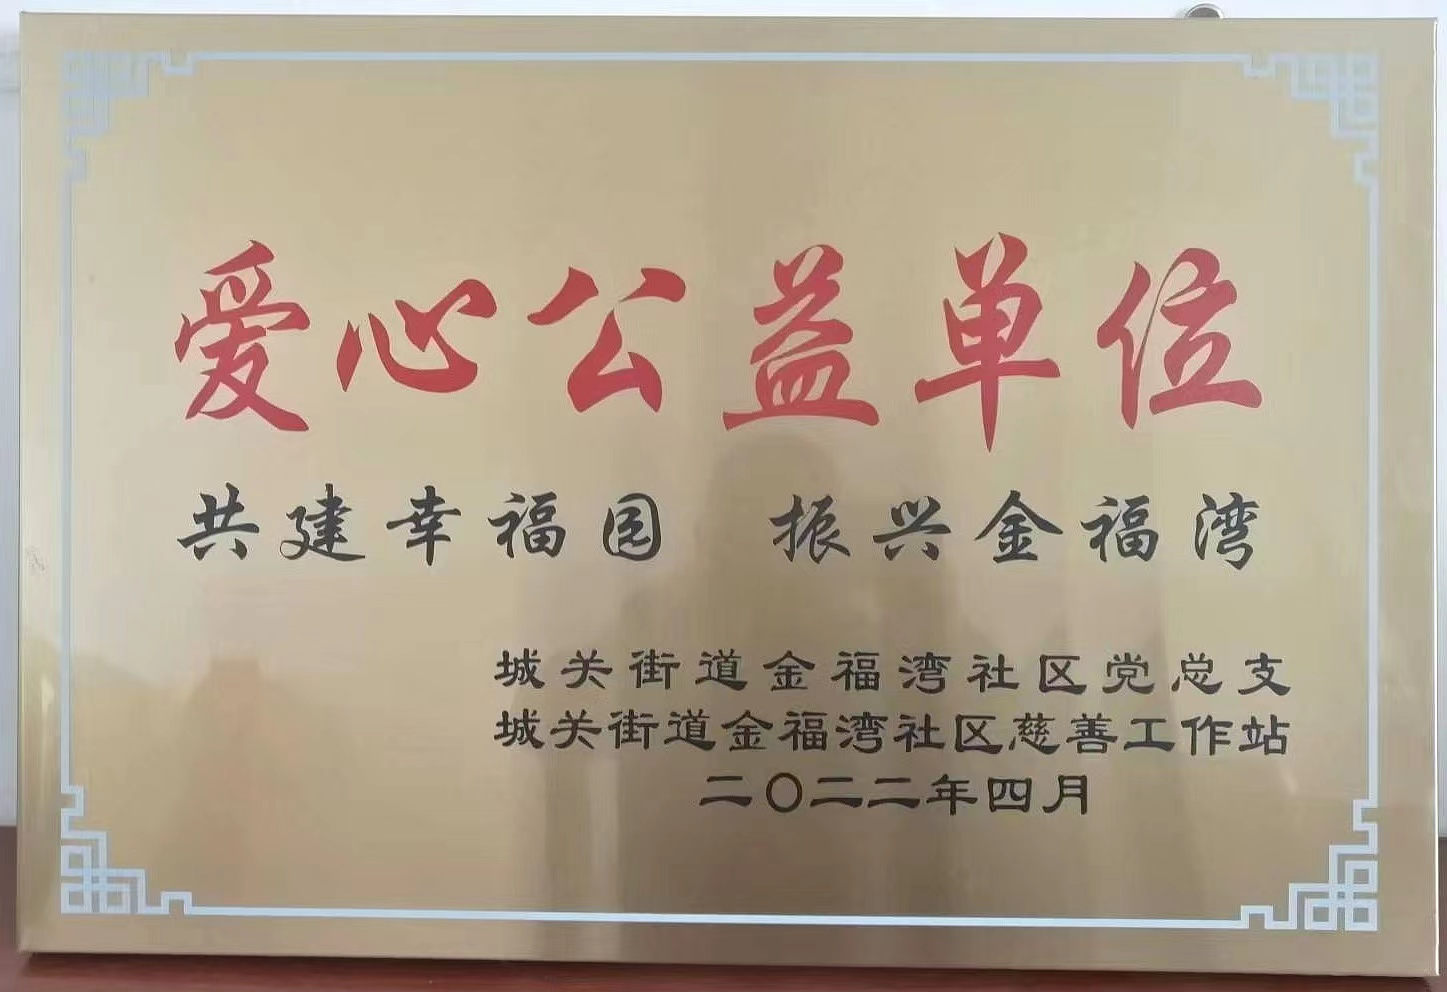 爱心公益单位
共建幸福园 振兴金福湾
城关街道金福湾社区党总支
城关街道金福湾社区慈善工作站
二〇二二年四月